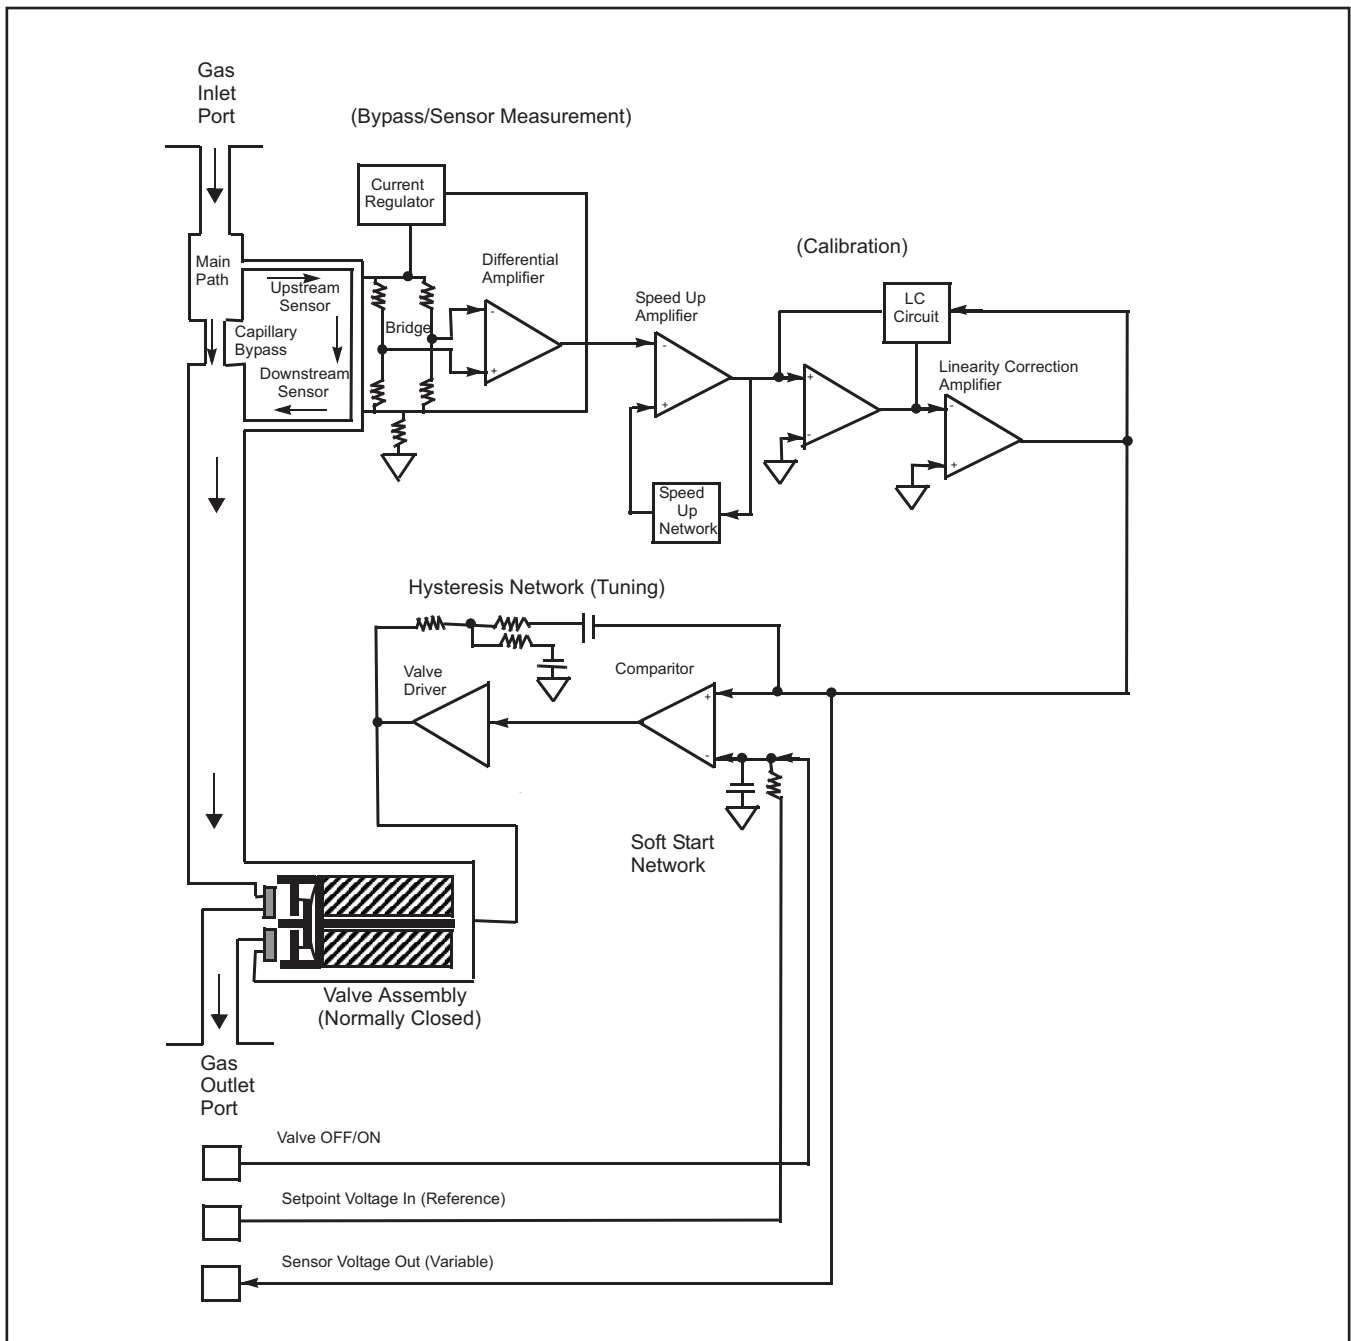 Gas
Inlet
Port
(Bypass/Sensor Measurement)
Current
Regulator
(Calibration)
Main
Path
Differential
Amplifier
Upstream
Sensor
Speed Up
Amplifier
LC
Circuit
Capillary
Bypass
Bridge
-
+
Downstream
Sensor
Linearity Correction
Amplifier
-
+
+
-
-
+
Speed
Up
Network
Hysteresis Network (Tuning)
Valve
Driver
Comparitor
+
-
Soft Start
Network
Valve Assembly
(Normally Closed)
Gas
Outlet
Port
Valve OFF/ON
Setpoint Voltage In (Reference)
Sensor Voltage Out (Variable)